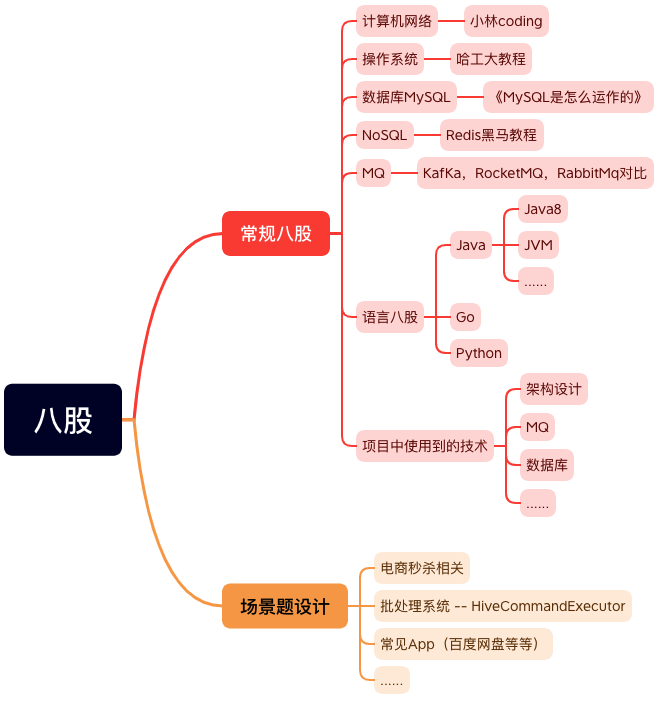 八股
常规八股
计算机网络
小林coding
操作系统
哈工大教程
数据库MySQL
《MySQL是怎么运作的》
NoSQL
Redis黑马教程
MQ
KafKa，RocketMQ，RabbitMq对比
语言八股
Java
Java8
JVM
......
Go
Python
项目中使用到的技术
架构设计
MQ
数据库
......
场景题设计
电商秒杀相关
批处理系统 -- HiveCommandExecutor
常见App（百度网盘等等）
......